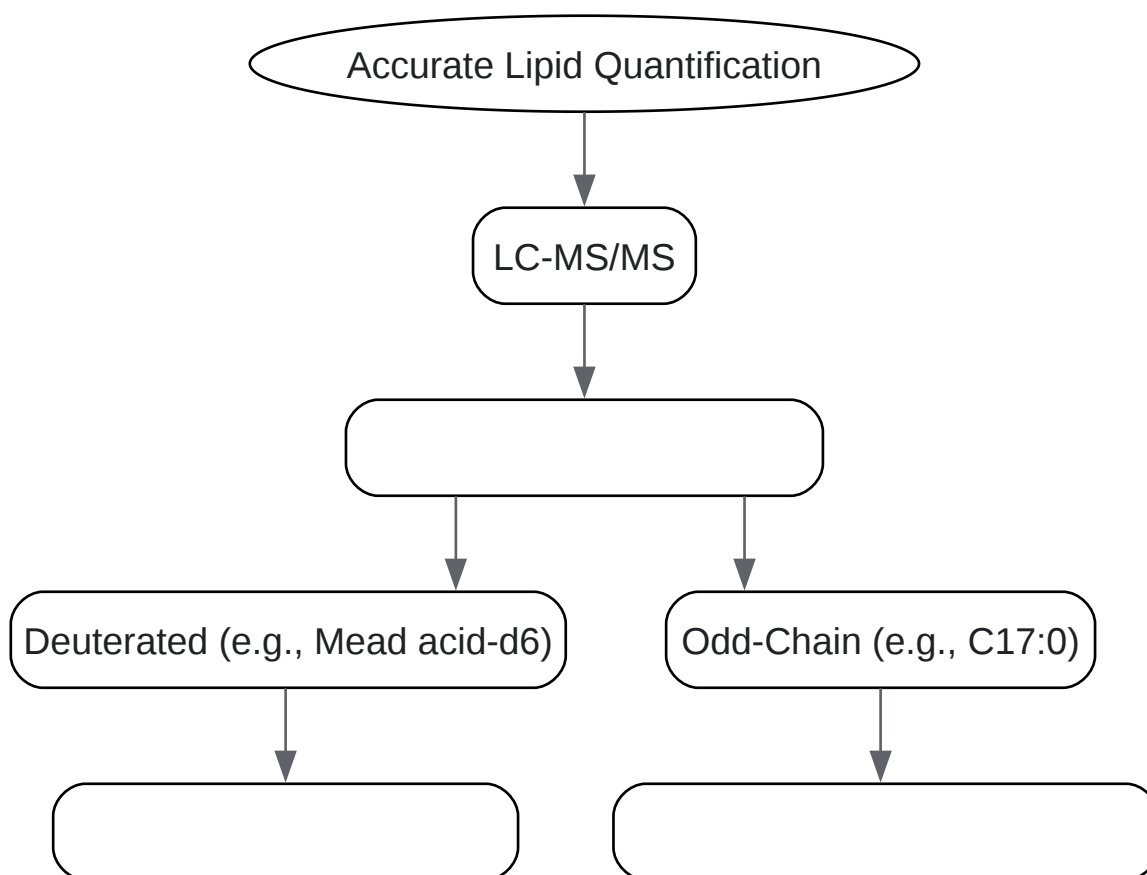 Accurate Lipid Quantification
LC-MS/MS
Deuterated (e.g., Mead acid-d6)
Odd-Chain (e.g., C17:0)